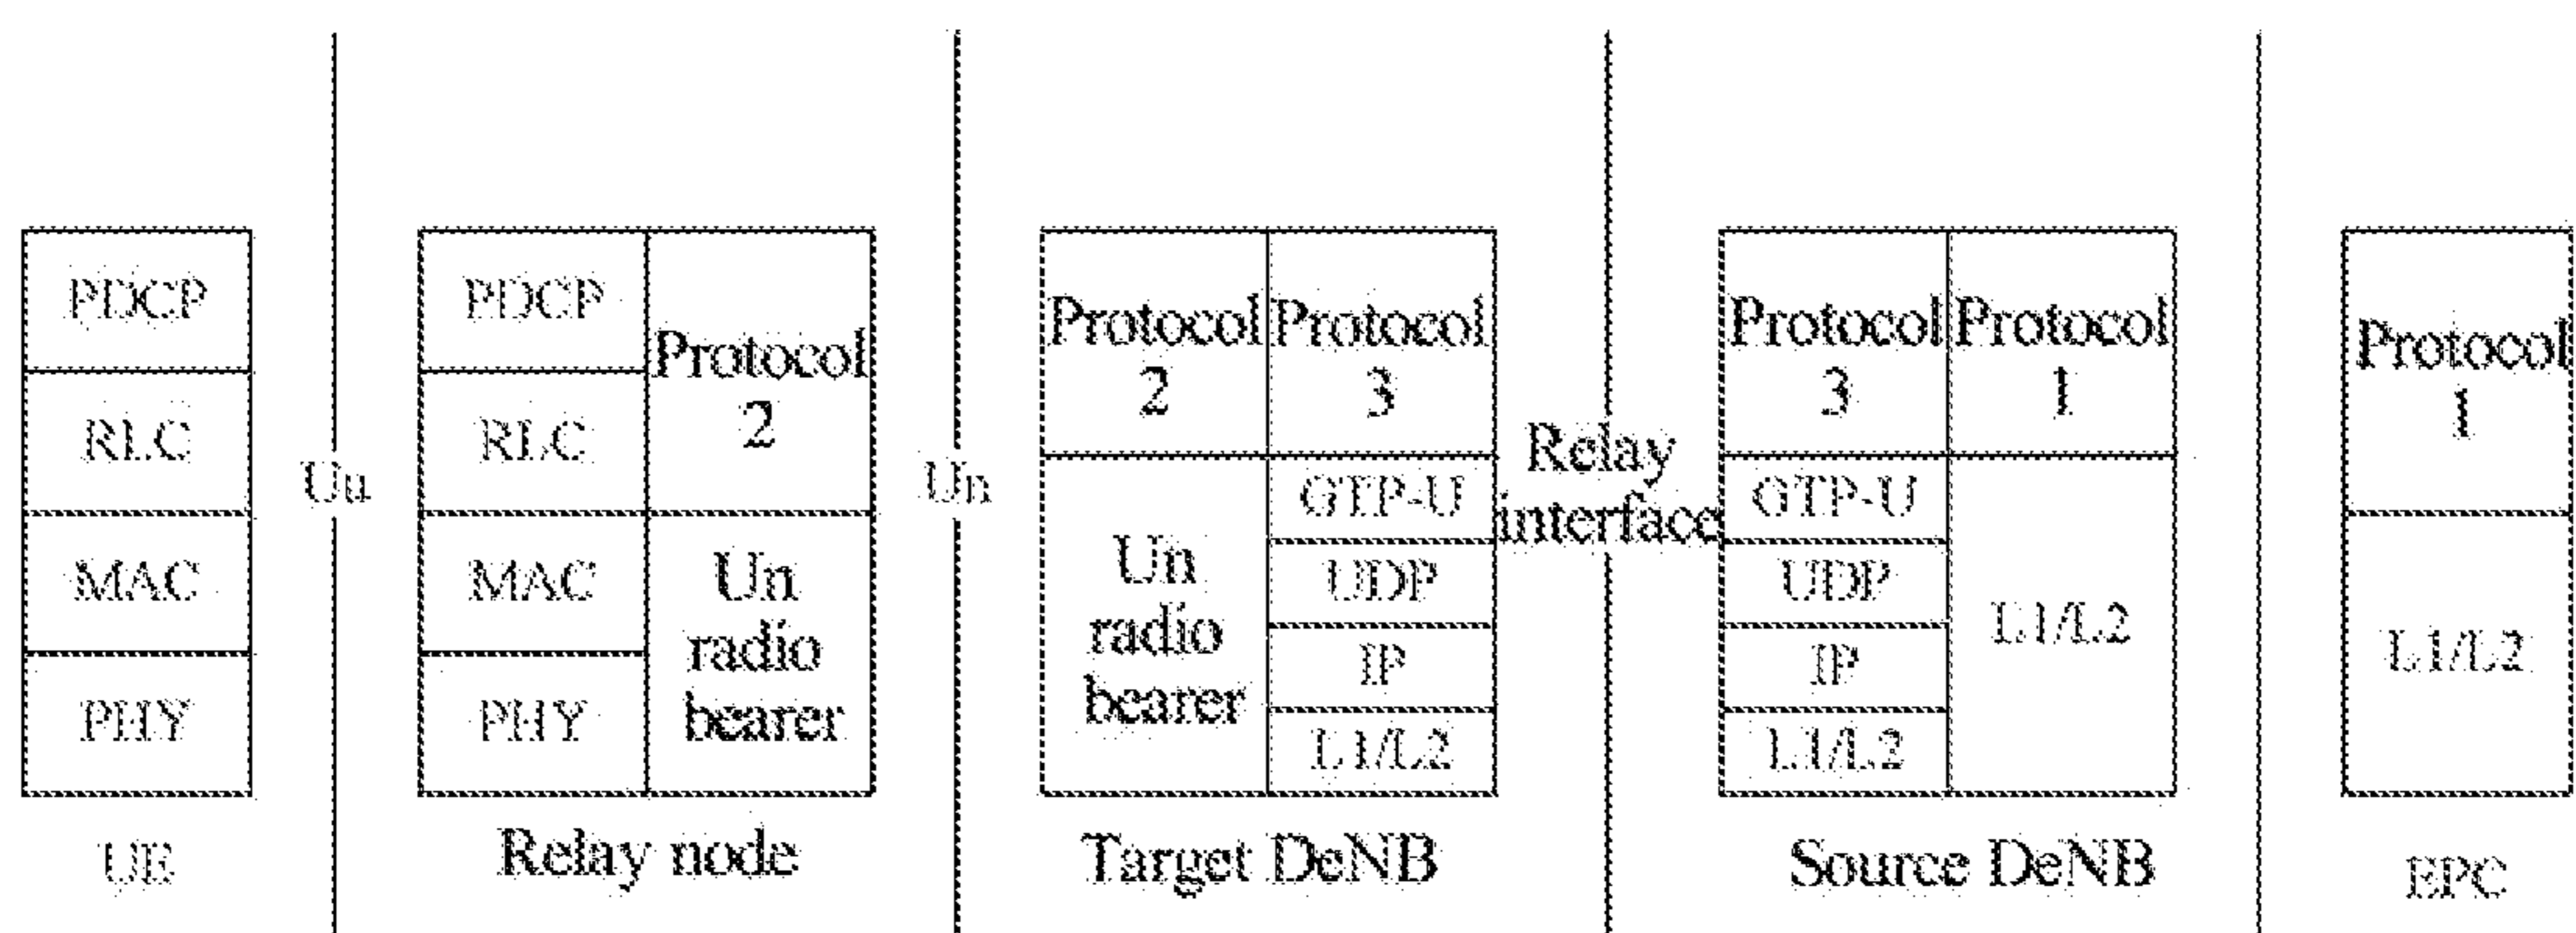 PDCP
RLC
MAC
PHY
UE
Uu
PDCP
RLC
MAC
PHY
Protocol
2
Un
radio
bearer
Relay node
Un
Protocol
2
Un
radio
bearer
Protocol
3
GTP-U
UDP
IP
L1/L2
Target DeNB
Relay
interface
Protocol
3
GTP-U
UDP
IP
L1/L2
Protocol
1
L1/L2
Source DeNB
Protocol
1
L1/L2
EPC